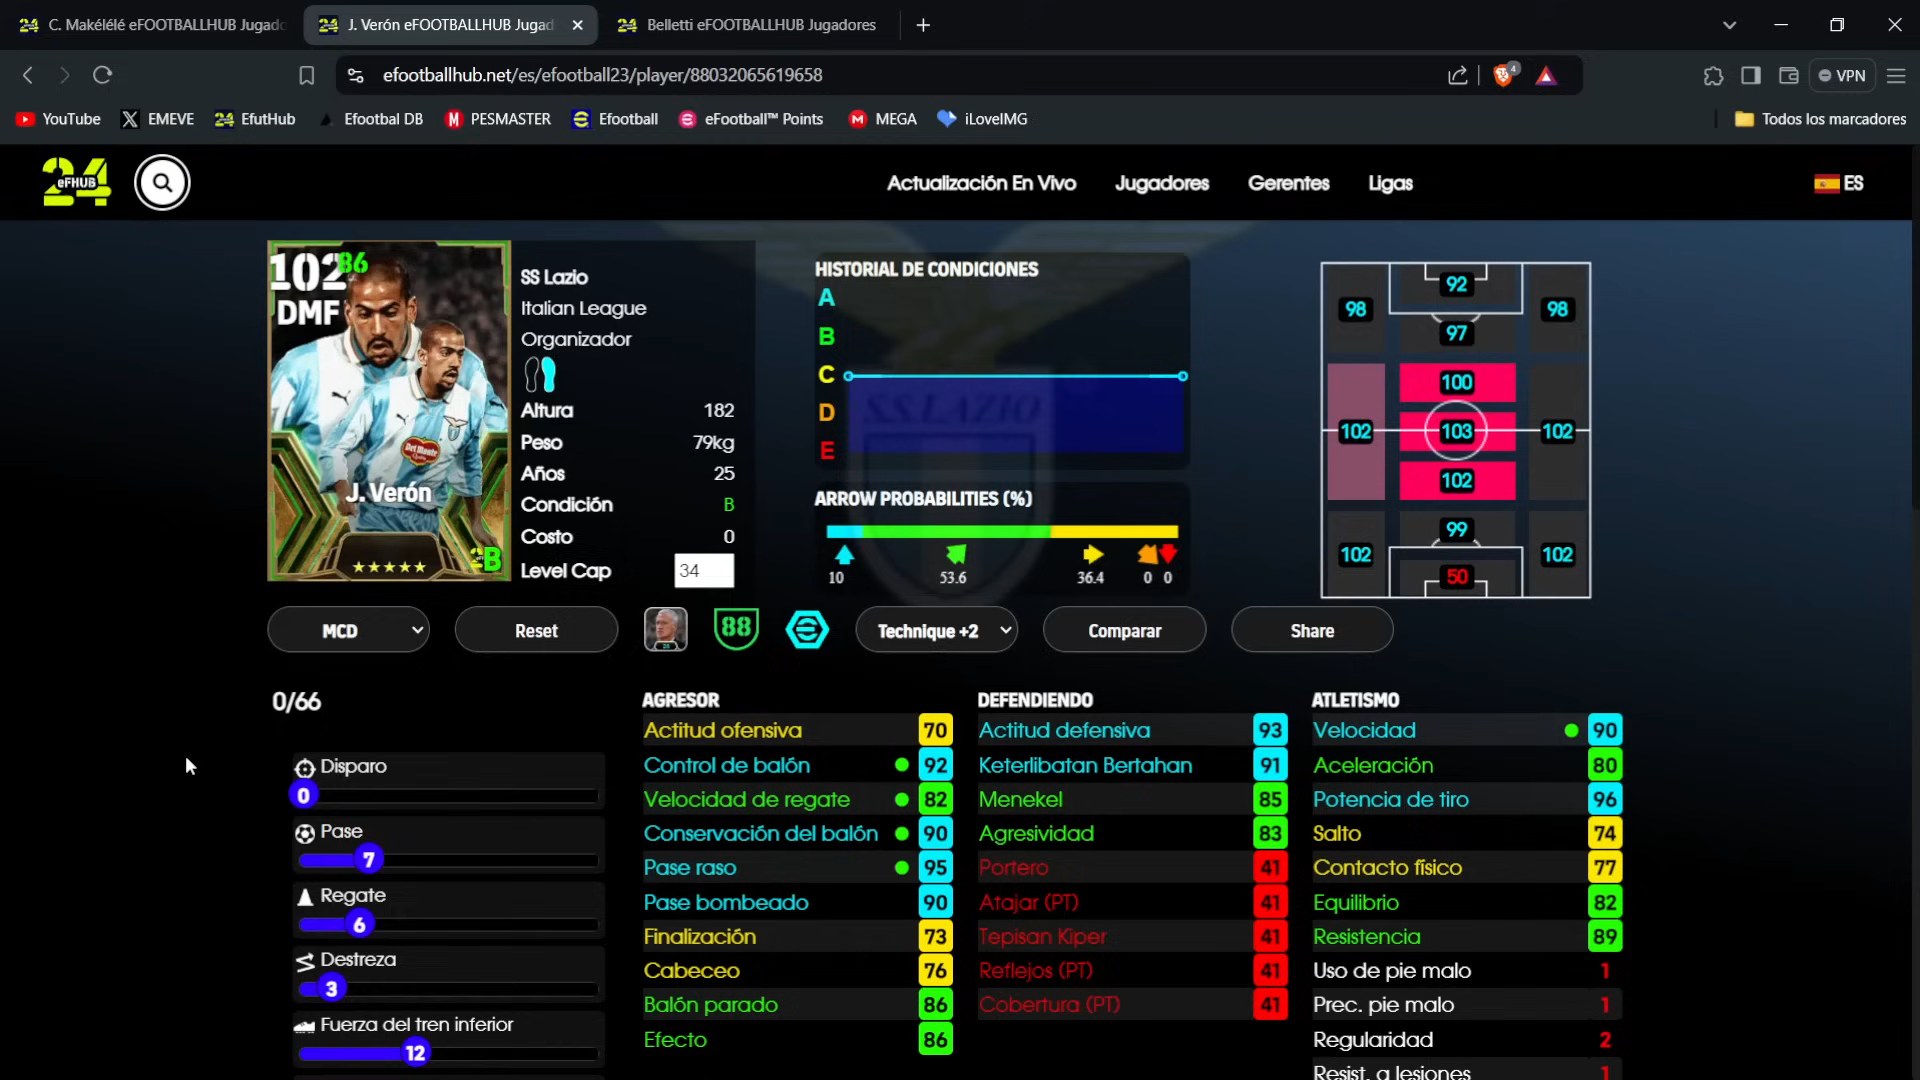 C. Makélélé eFOOTBALLHUB Jugado
J. Verón eFOOTBALLHUB Jugad
Belletti eFOOTBALLHUB Jugadores
efootballhub.net/es/efootball23/player/88032065619658
4
VPN
YouTube
EMEVE
EfutHub
Efootbal DB
PESMASTER
Efootball
eFootball™ Points
MEGA
iLoveIMG
Todos los marcadores
24
eFHUB
Actualización En Vivo
Jugadores
Gerentes
Ligas
ES
102
86
DMF
Del Monte
Quality
J. Verón
B
SS Lazio
Italian League
Organizador
Altura 182
Peso 79kg
Años 25
Condición B
Costo 0
Level Cap 34
HISTORIAL DE CONDICIONES
A
B
C
D
E
S.S.LAZIO
ARROW PROBABILITIES (%)
10 53.6 36.4 0 0
92
98 98
97
100
102 103 102
102
99
102 102
50
MCD
Reset
88
Technique +2
Comparar
Share
0/66
Disparo
0
Pase
7
Regate
6
Destreza
3
Fuerza del tren inferior
12
AGRESOR
Actitud ofensiva 70
Control de balón 92
Velocidad de regate 82
Conservación del balón 90
Pase raso 95
Pase bombeado 90
Finalización 73
Cabeceo 76
Balón parado 86
Efecto 86
DEFENDIENDO
Actitud defensiva 93
Keterlibatan Bertahan 91
Menekel 85
Agresividad 83
Portero 41
Atajar (PT) 41
Tepisan Kiper 41
Reflejos (PT) 41
Cobertura (PT) 41
ATLETISMO
Velocidad 90
Aceleración 80
Potencia de tiro 96
Salto 74
Contacto físico 77
Equilibrio 82
Resistencia 89
Uso de pie malo 1
Prec. pie malo 1
Regularidad 2
Resist. a lesiones 1